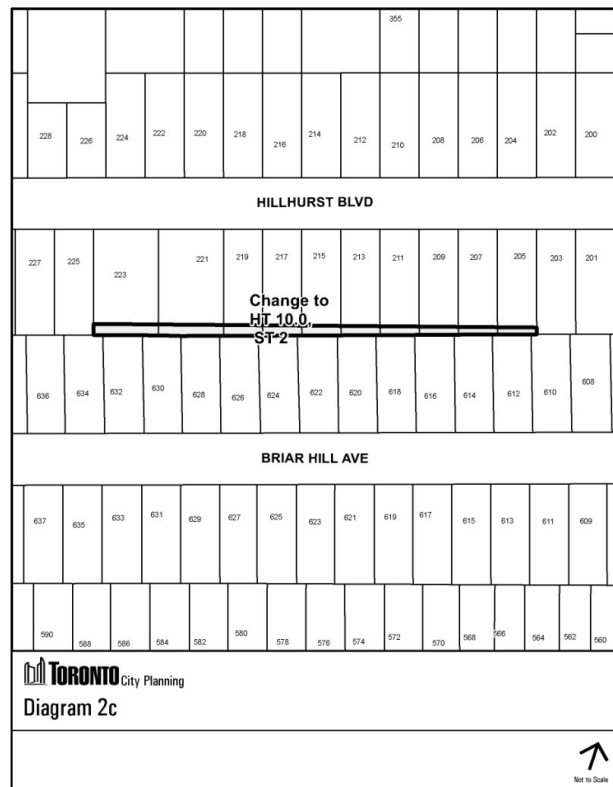 355
228 226 224 222 220 218 216 214 212 210 208 206 204 202 200
HILLHURST BLVD
227 225 223 221 219 217 215 213 211 209 207 205 203 201
Change to
HT 10.0,
ST 2
636 634 632 630 628 626 624 622 620 618 616 614 612 610 608
BRIAR HILL AVE
637 635 633 631 629 627 625 623 621 619 617 615 613 611 609
590 588 586 584 582 580 578 576 574 572 570 568 566 564 562 560
TORONTO City Planning
Diagram 2c
Not to Scale